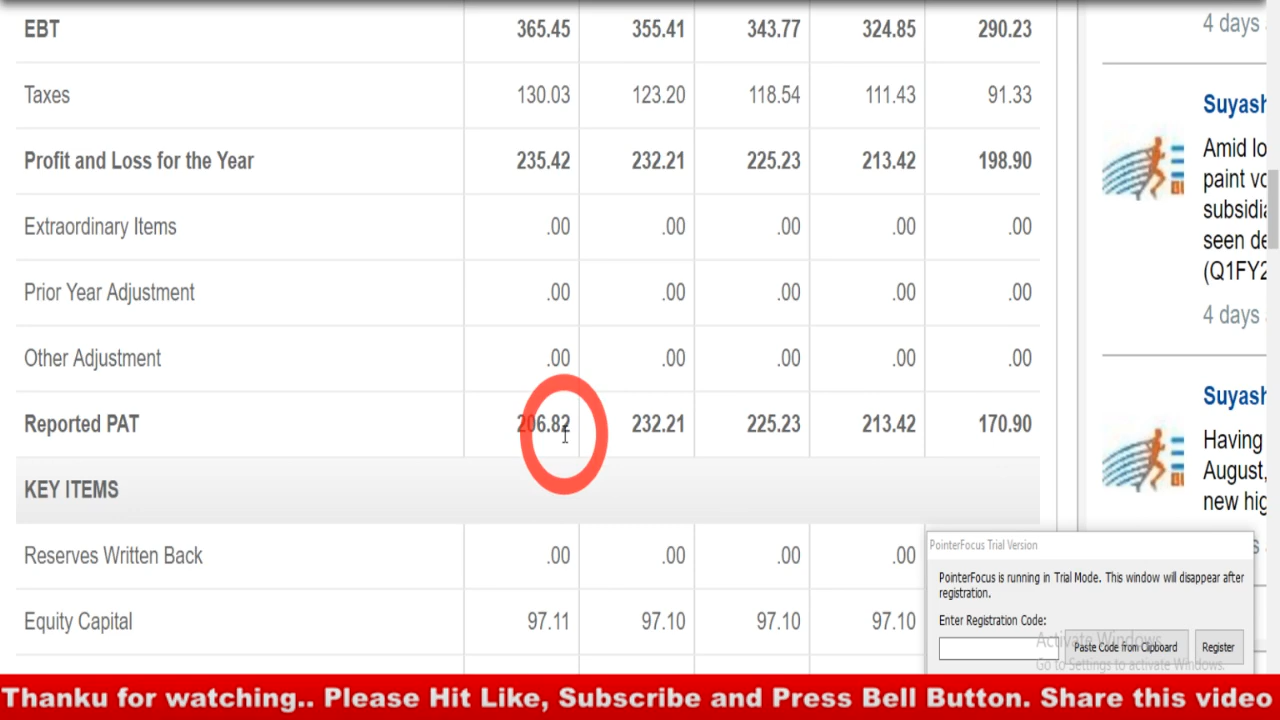 EBT 365.45 355.41 343.77 324.85 290.23
4 days
Taxes 130.03 123.20 118.54 111.43 91.33
Suyash
Profit and Loss for the Year 235.42 232.21 225.23 213.42 198.90
Amid lo
paint vo
subsidia
seen de
(Q1FY2
4 days
Extraordinary Items .00 .00 .00 .00 .00
Prior Year Adjustment .00 .00 .00 .00 .00
Other Adjustment .00 .00 .00 .00 .00
Reported PAT 206.82 232.21 225.23 213.42 170.90
Suyash
Having
August,
new hig
KEY ITEMS
Reserves Written Back .00 .00 .00 .00
Equity Capital 97.11 97.10 97.10 97.10
PointerFocus Trial Version
PointerFocus is running in Trial Mode. This window will disappear after
registration.
Enter Registration Code:
Paste Code from Clipboard Register
Activate Windows
Go to Settings to activate Windows.
Thanku for watching.. Please Hit Like, Subscribe and Press Bell Button. Share this video